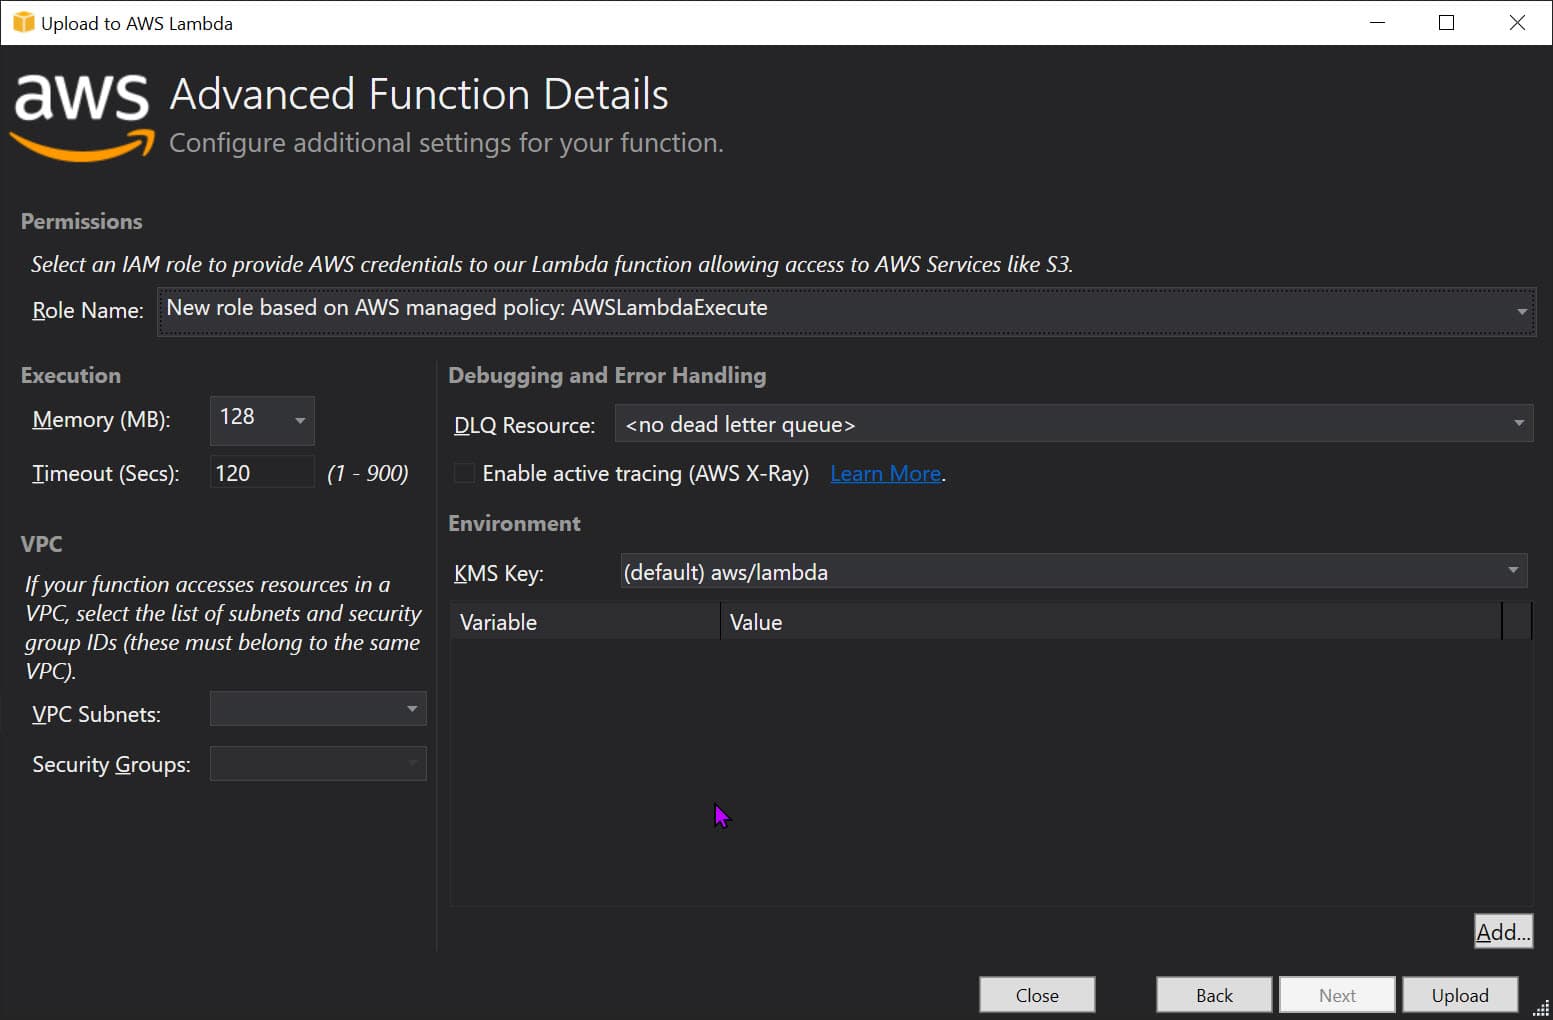 Upload to AWS Lambda
aws
Advanced Function Details
Configure additional settings for your function.
Permissions
Select an IAM role to provide AWS credentials to our Lambda function allowing access to AWS Services like S3.
Role Name: New role based on AWS managed policy: AWSLambdaExecute
Execution
Memory (MB): 128
Timeout (Secs): 120 (1 - 900)
VPC
If your function accesses resources in a
VPC, select the list of subnets and security
group IDs (these must belong to the same
VPC).
VPC Subnets:
Security Groups:
Debugging and Error Handling
DLQ Resource: <no dead letter queue>
Enable active tracing (AWS X-Ray) Learn More.
Environment
KMS Key: (default) aws/lambda
Variable Value
Add...
Close Back Next Upload